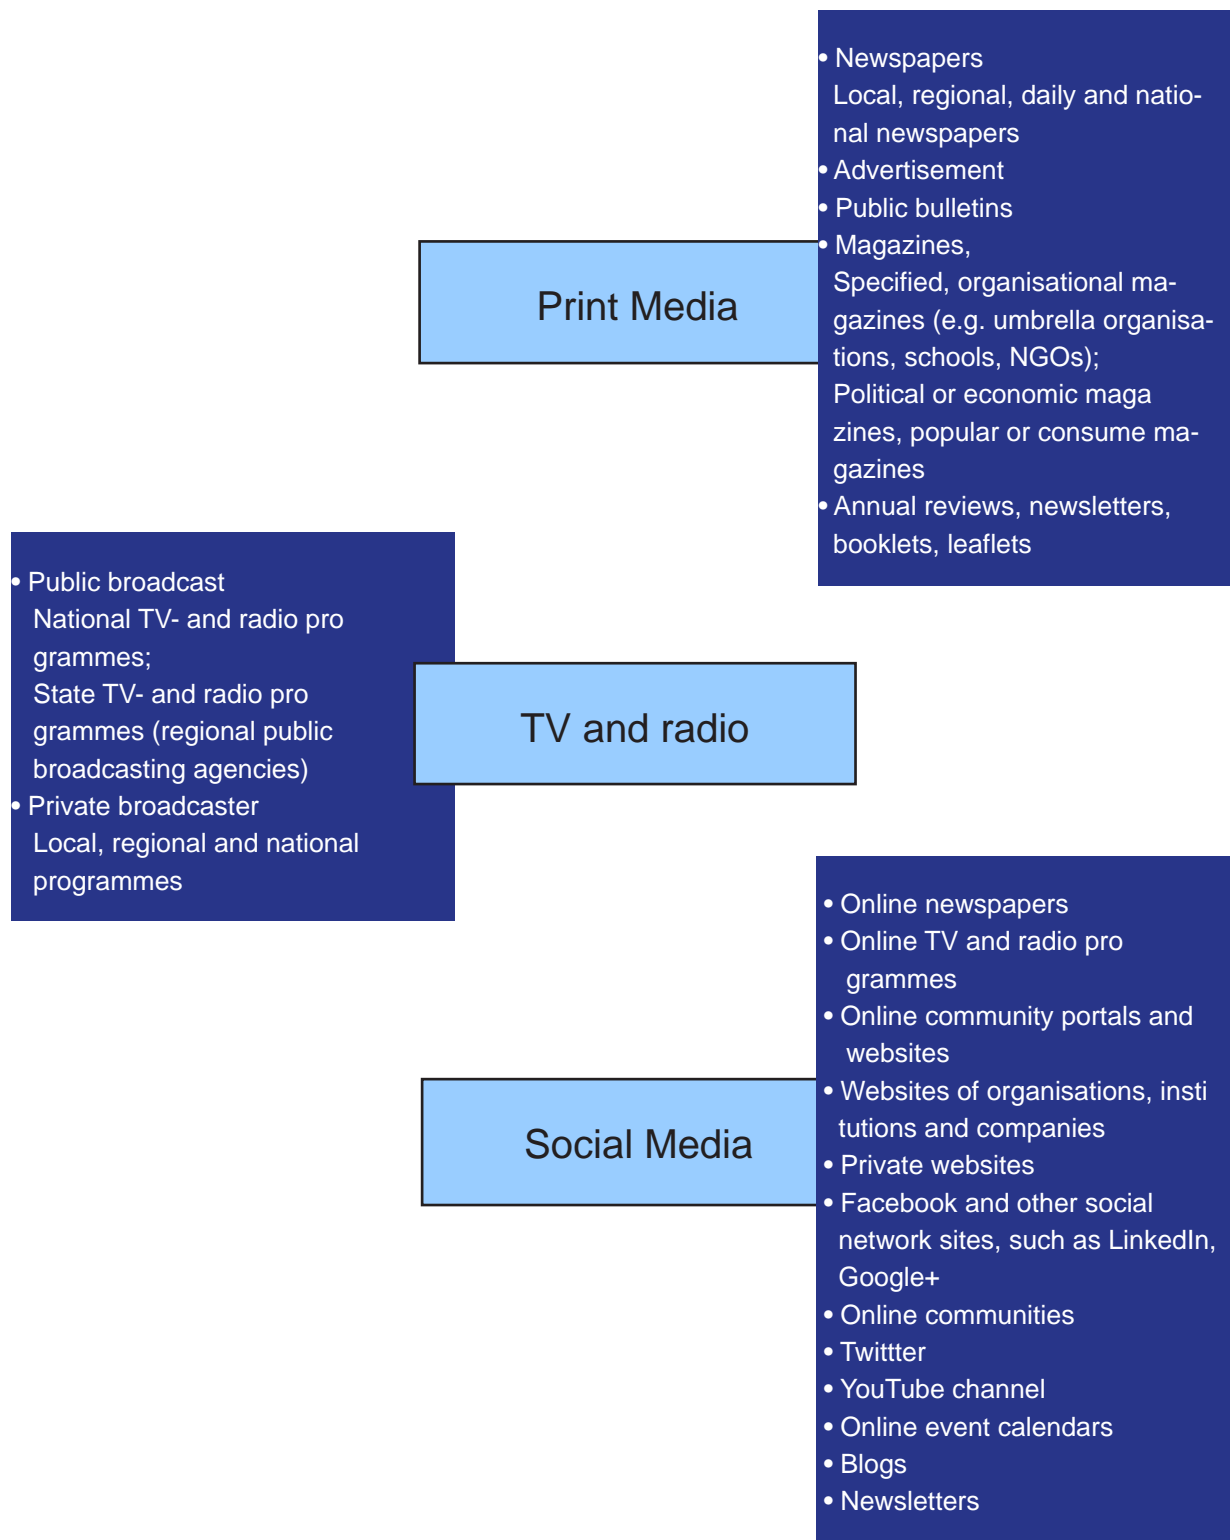 • Newspapers
Local, regional, daily and natio-
nal newspapers
• Advertisement
• Public bulletins
• Magazines,
Specified, organisational ma-
gazines (e.g. umbrella organisa-
tions, schools, NGOs);
Political or economic maga
zines, popular or consume ma-
gazines
• Annual reviews, newsletters,
booklets, leaflets
Print Media
• Public broadcast
National TV- and radio pro
grammes;
State TV- and radio pro
grammes (regional public
broadcasting agencies)
• Private broadcaster
Local, regional and national
programmes
TV and radio
• Online newspapers
• Online TV and radio pro
grammes
• Online community portals and
websites
• Websites of organisations, insti
tutions and companies
• Private websites
• Facebook and other social
network sites, such as LinkedIn,
Google+
• Online communities
• Twittter
• YouTube channel
• Online event calendars
• Blogs
• Newsletters
Social Media